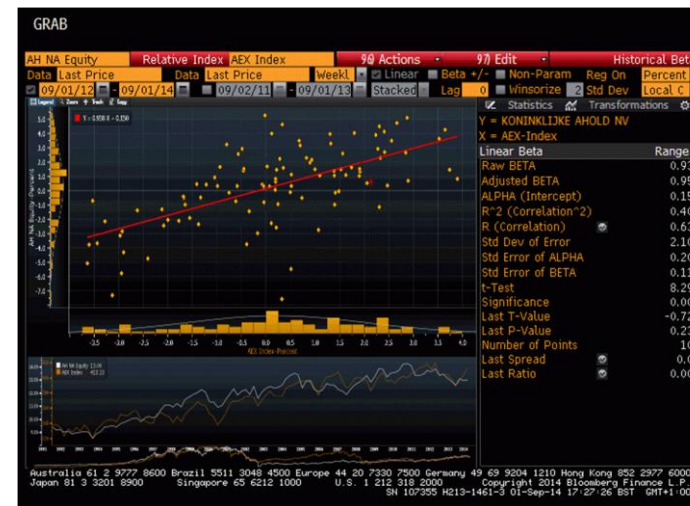 GRAB
AH NA Equity Relative Index AEX Index 90 Actions 97) Edit Historical Bet
Data Last Price Data Last Price Weekl Linear Beta +/- Non-Param Reg On Percent
09/01/12 - 09/01/14 09/02/11 - 09/01/13 Stacked Lag 0 Winsorize 2 Std Dev Local C
Statistics Transformations
Y = KONINKLIJKE AHOLD NV
X = AEX-Index
Linear Beta Range
Raw BETA 0.93
Adjusted BETA 0.95
ALPHA (Intercept) 0.15
R^2 (Correlation^2) 0.40
R (Correlation) 0.63
Std Dev of Error 2.10
Std Error of ALPHA 0.20
Std Error of BETA 0.11
t-Test 8.29
Significance 0.00
Last T-Value -0.72
Last P-Value 0.23
Number of Points 10
Last Spread 0.0
Last Ratio 0.00
AH NA Equity-Percent
AEX Index-Percent
Australia 61 2 9777 8600 Brazil 5511 3048 4500 Europe 44 20 7330 7500 Germany 49 69 9204 1210 Hong Kong 852 2977 6000
Japan 81 3 3201 8900 Singapore 65 6212 1000 U.S. 1 212 318 2000 Copyright 2014 Bloomberg Finance L.P.
SN 107355 H213-1461-3 01-Sep-14 17:27:26 BST GMT+1:00